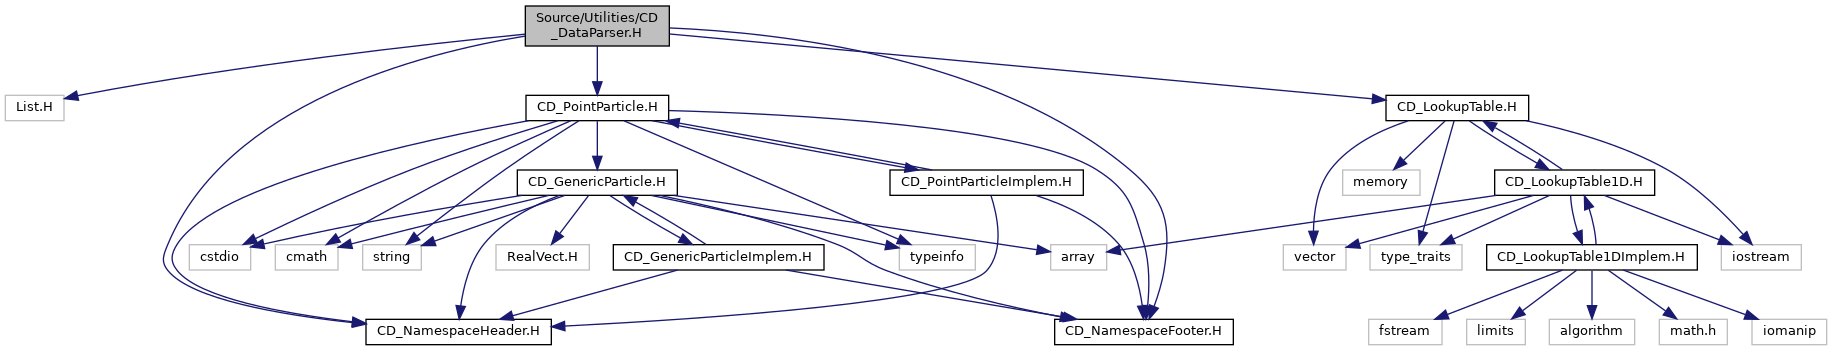 Source/Utilities/CD
_DataParser.H
List.H
CD_PointParticle.H
CD_LookupTable.H
CD_GenericParticle.H
CD_PointParticleImplem.H
memory
CD_LookupTable1D.H
cstdio
cmath
string
RealVect.H
CD_GenericParticleImplem.H
typeinfo
array
vector
type_traits
CD_LookupTable1DImplem.H
iostream
CD_NamespaceHeader.H
CD_NamespaceFooter.H
fstream
limits
algorithm
math.h
iomanip